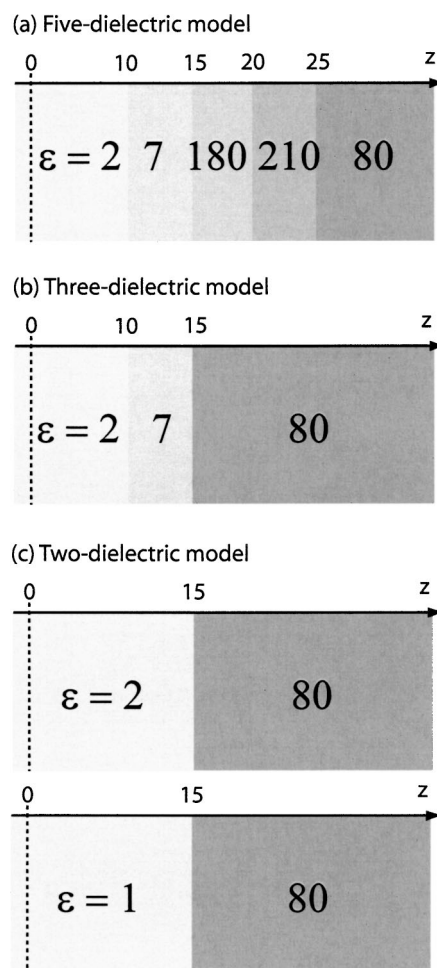 (a) Five-dielectric model
0 10 15 20 25 z
ε = 2 7 180 210 80
(b) Three-dielectric model
0 10 15 z
ε = 2 7 80
(c) Two-dielectric model
0 15 z
ε = 2 80
0 15 z
ε = 1 80